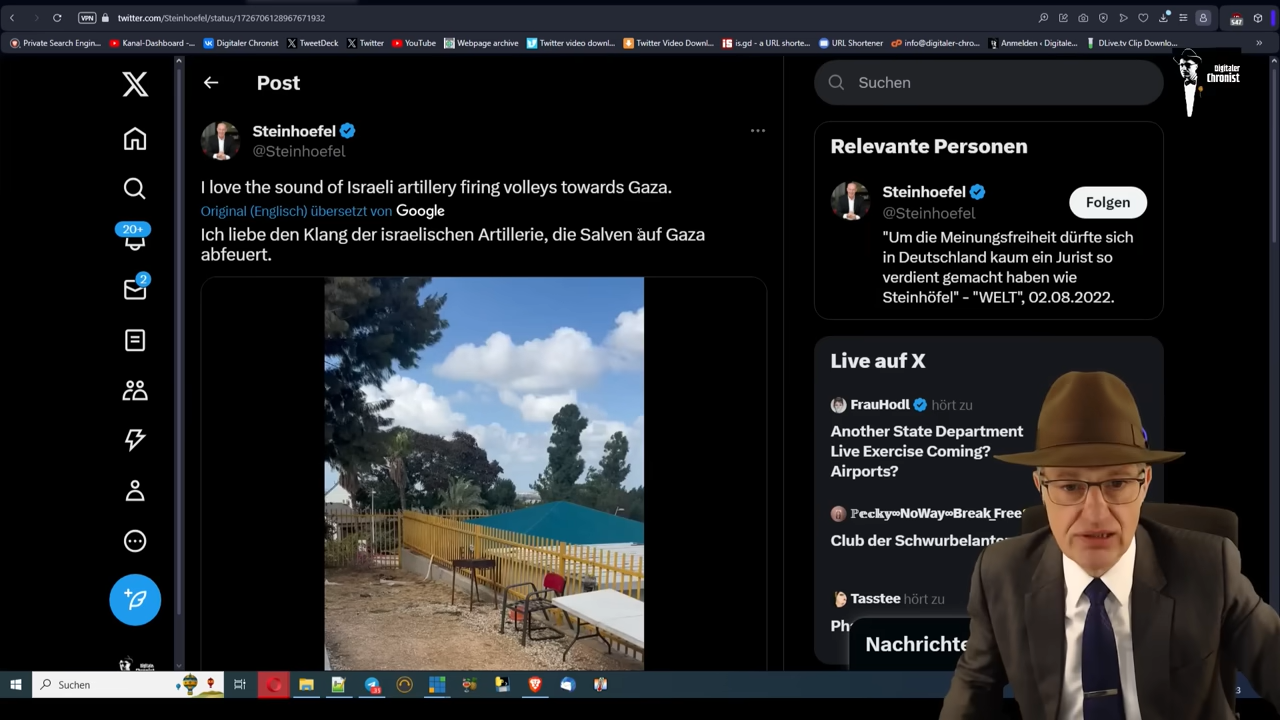 VPN
twitter.com/Steinhoefel/status/1726706128967671932
547
Private Search Engin...
Kanal-Dashboard -...
Digitaler Chronist
TweetDeck
Twitter
YouTube
Webpage archive
Twitter video downl...
Twitter Video Downl...
is.gd - a URL shorte...
URL Shortener
info@digitaler-chro...
Anmelden ‹ Digitale...
DLive.tv Clip Downlo...
»
Digitaler
Chronist
Post
Suchen
Steinhoefel
@Steinhoefel
I love the sound of Israeli artillery firing volleys towards Gaza.
Original (Englisch) übersetzt von Google
Ich liebe den Klang der israelischen Artillerie, die Salven auf Gaza
abfeuert.
20+
2
Relevante Personen
Steinhoefel
@Steinhoefel
Folgen
"Um die Meinungsfreiheit dürfte sich
in Deutschland kaum ein Jurist so
verdient gemacht haben wie
Steinhöfel" - "WELT", 02.08.2022.
Live auf X
FrauHodl hört zu
Another State Department
Live Exercise Coming?
Airports?
Pecky∞NoWay∞Break_Free
Club der Schwurbelante
Tasstee hört zu
Ph
Nachrichte
Suchen